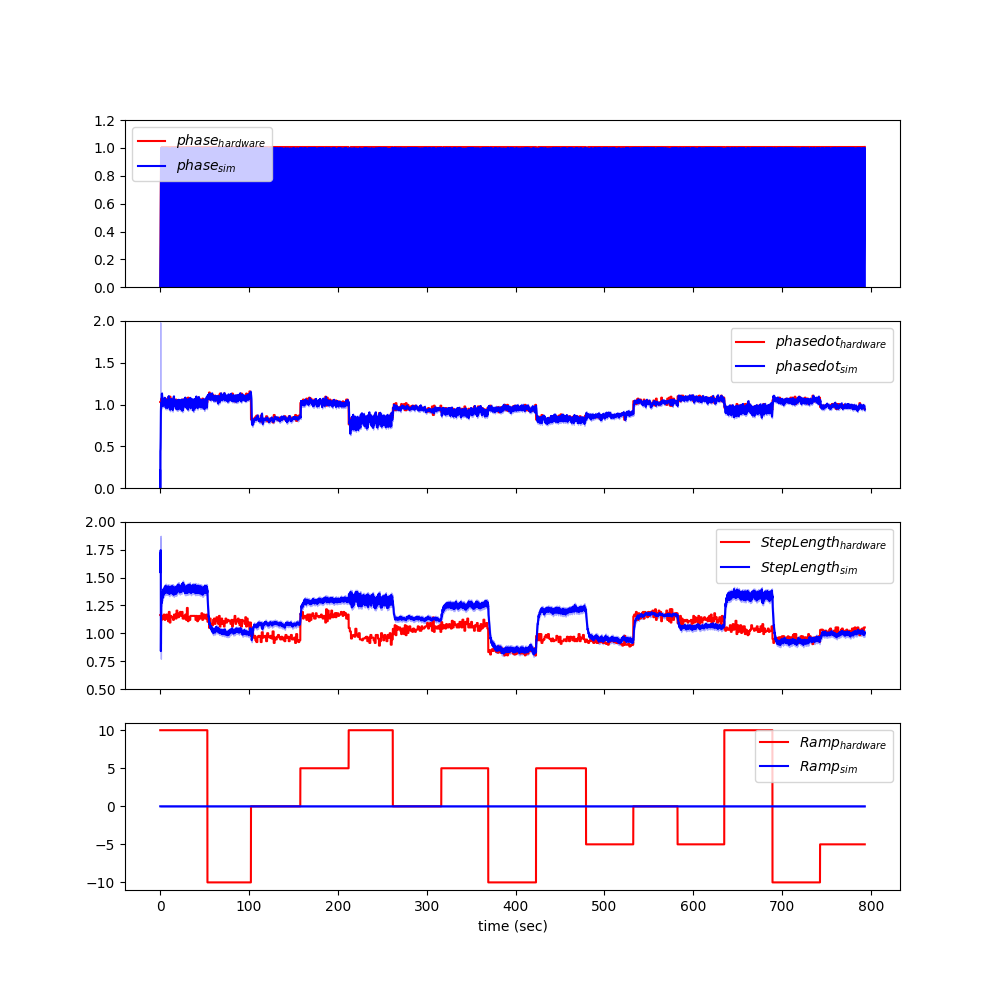 1.2
1.0
0.8
0.6
0.4
0.2
0.0
phase_hardware
phase_sim
2.0
1.5
1.0
0.5
0.0
phasedot_hardware
phasedot_sim
2.00
1.75
1.50
1.25
1.00
0.75
0.50
StepLength_hardware
StepLength_sim
10
5
0
−5
−10
Ramp_hardware
Ramp_sim
0 100 200 300 400 500 600 700 800
time (sec)